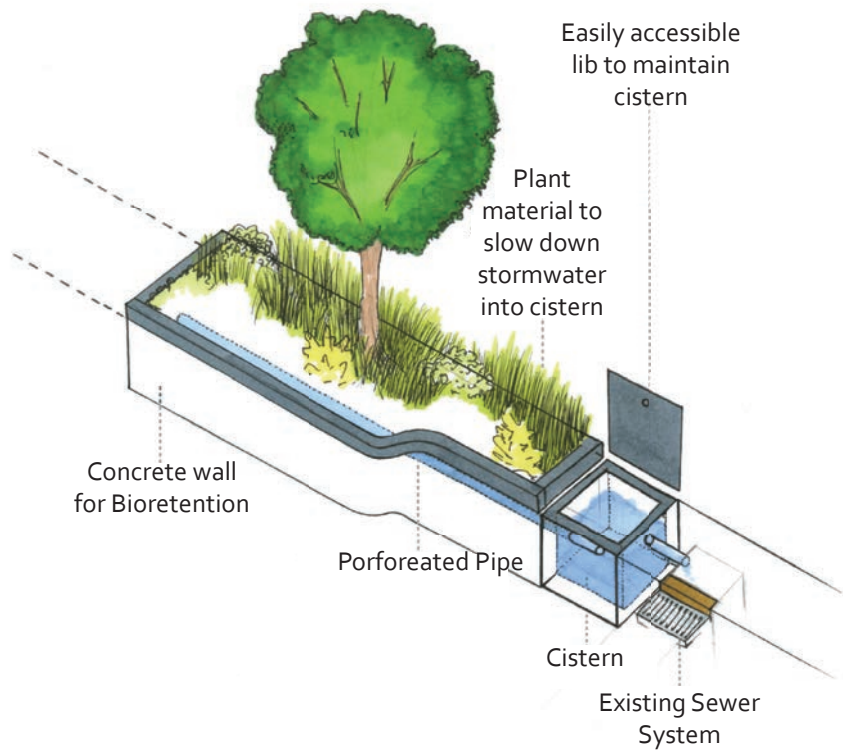 Easily accessible
lib to maintain
cistern
Plant
material to
slow down
stormwater
into cistern
Concrete wall
for Bioretention
Porforeated Pipe
Cistern
Existing Sewer
System